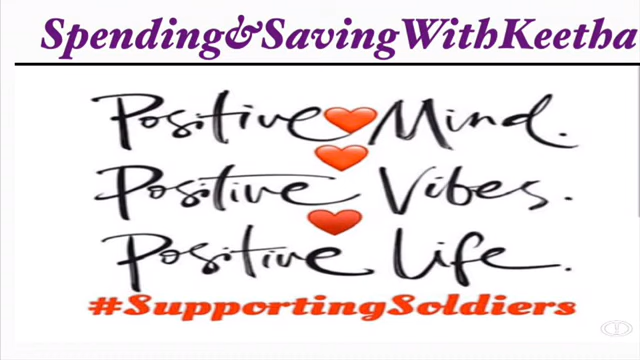 Spending&SavingWithKeetha
Positive Mind.
Positive Vibes.
Positive Life.
#SupportingSoldiers